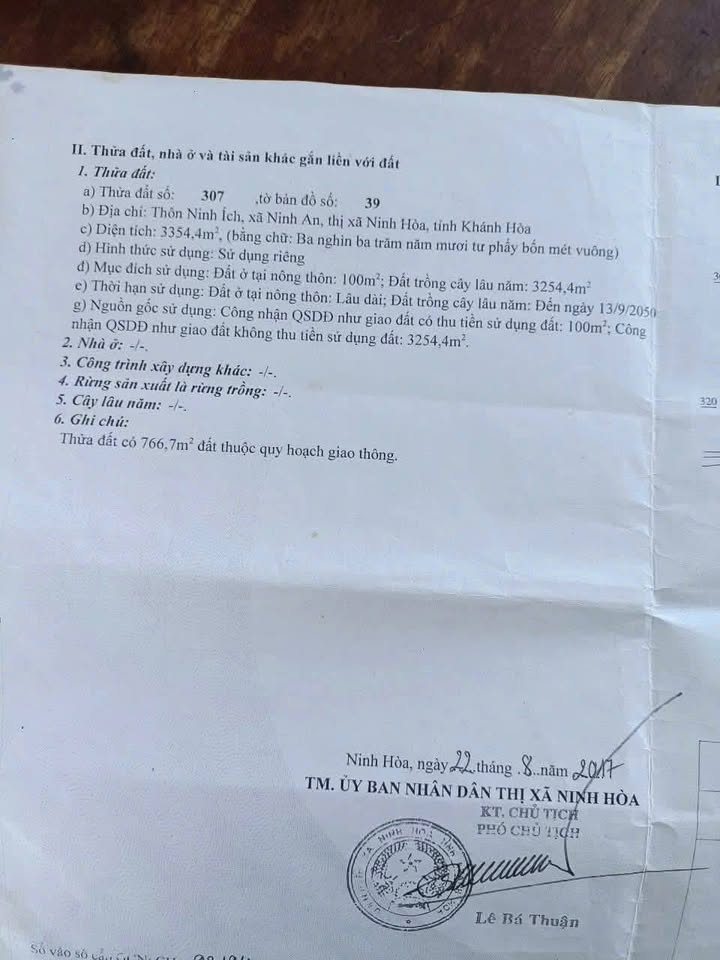 II. Thửa đất, nhà ở và tài sản khác gắn liền với đất
1. Thửa đất:
a) Thửa đất số: 307 ,tờ bản đồ số: 39
b) Địa chỉ: Thôn Ninh Ích, xã Ninh An, thị xã Ninh Hòa, tỉnh Khánh Hòa
c) Diện tích: 3354,4m², (bằng chữ: Ba nghìn ba trăm năm mươi tư phẩy bốn mét vuông)
d) Hình thức sử dụng: Sử dụng riêng
đ) Mục đích sử dụng: Đất ở tại nông thôn: 100m²; Đất trồng cây lâu năm: 3254,4m²
e) Thời hạn sử dụng: Đất ở tại nông thôn: Lâu dài; Đất trồng cây lâu năm: Đến ngày 13/9/2050
g) Nguồn gốc sử dụng: Công nhận QSDĐ như giao đất có thu tiền sử dụng đất: 100m²; Công
nhận QSDĐ như giao đất không thu tiền sử dụng đất: 3254,4m².
2. Nhà ở: -/-.
3. Công trình xây dựng khác: -/-.
4. Rừng sản xuất là rừng trồng: -/-.
5. Cây lâu năm: -/-.
6. Ghi chú:
Thửa đất có 766,7m² đất thuộc quy hoạch giao thông.
320
Ninh Hòa, ngày 22.tháng .8..năm 2017
TM. ỦY BAN NHÂN DÂN THỊ XÃ NINH HÒA
KT. CHỦ TỊCH
PHÓ CHỦ TỊCH
Lê Bá Thuận
Số vào sổ